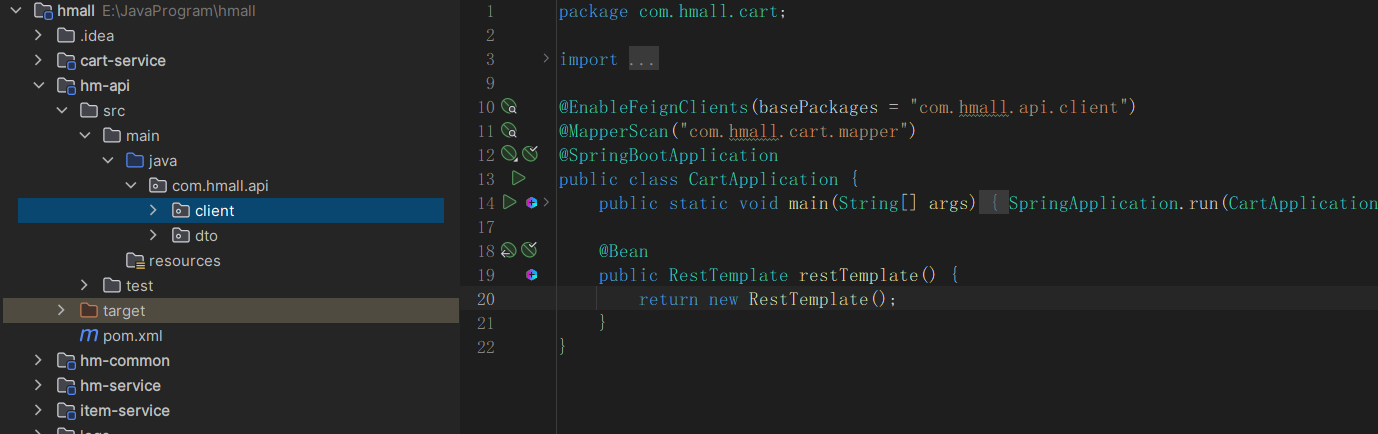 hmall E:\JavaProgram\hmall
.idea
cart-service
hm-api
src
main
java
com.hmall.api
client
dto
resources
test
target
pom.xml
hm-common
hm-service
item-service
1 package com.hmall.cart;
2
3 import ...
9
10 @EnableFeignClients(basePackages = "com.hmall.api.client")
11 @MapperScan("com.hmall.cart.mapper")
12 @SpringBootApplication
13 public class CartApplication {
14 public static void main(String[] args) { SpringApplication.run(CartApplication
17
18 @Bean
19 public RestTemplate restTemplate() {
20 return new RestTemplate();
21 }
22 }